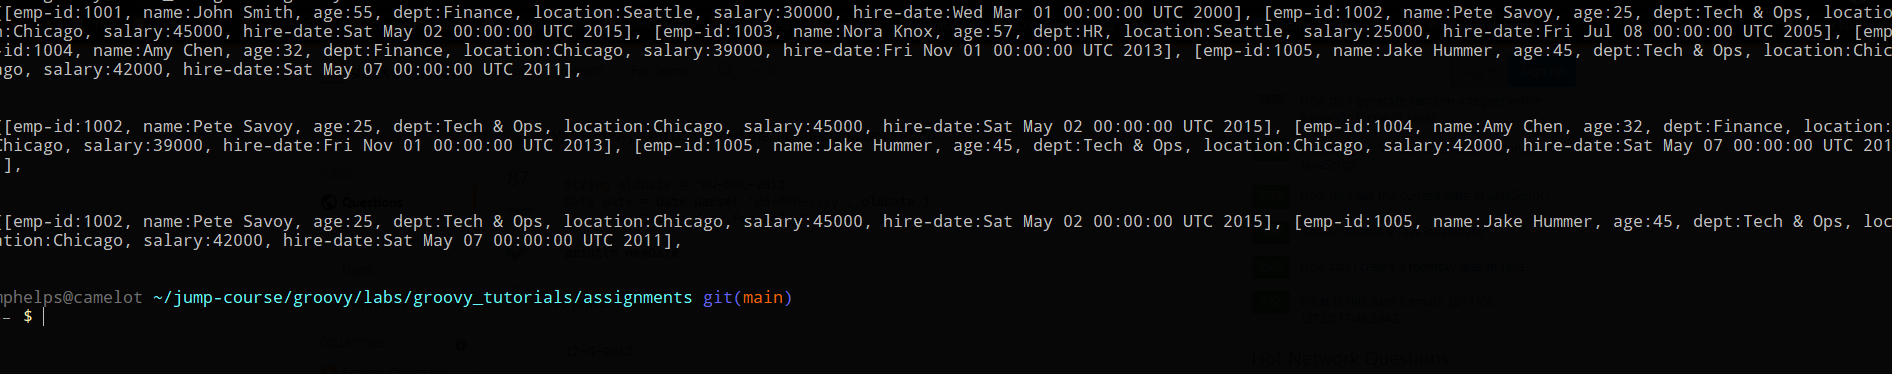 [[emp-id:1001, name:John Smith, age:55, dept:Finance, location:Seattle, salary:30000, hire-date:Wed Mar 01 00:00:00 UTC 2000], [emp-id:1002, name:Pete Savoy, age:25, dept:Tech & Ops, locatio
n:Chicago, salary:45000, hire-date:Sat May 02 00:00:00 UTC 2015], [emp-id:1003, name:Nora Knox, age:57, dept:HR, location:Seattle, salary:25000, hire-date:Fri Jul 08 00:00:00 UTC 2005], [emp
-id:1004, name:Amy Chen, age:32, dept:Finance, location:Chicago, salary:39000, hire-date:Fri Nov 01 00:00:00 UTC 2013], [emp-id:1005, name:Jake Hummer, age:45, dept:Tech & Ops, location:Chic
ago, salary:42000, hire-date:Sat May 07 00:00:00 UTC 2011],
[[emp-id:1002, name:Pete Savoy, age:25, dept:Tech & Ops, location:Chicago, salary:45000, hire-date:Sat May 02 00:00:00 UTC 2015], [emp-id:1004, name:Amy Chen, age:32, dept:Finance, location:
Chicago, salary:39000, hire-date:Fri Nov 01 00:00:00 UTC 2013], [emp-id:1005, name:Jake Hummer, age:45, dept:Tech & Ops, location:Chicago, salary:42000, hire-date:Sat May 07 00:00:00 UTC 201
],
Questions
[[emp-id:1002, name:Pete Savoy, age:25, dept:Tech & Ops, location:Chicago, salary:45000, hire-date:Sat May 02 00:00:00 UTC 2015], [emp-id:1005, name:Jake Hummer, age:45, dept:Tech & Ops, loc
ation:Chicago, salary:42000, hire-date:Sat May 07 00:00:00 UTC 2011],
mphelps@camelot ~/jump-course/groovy/labs/groovy_tutorials/assignments git(main)
– $
Hot Network Questions